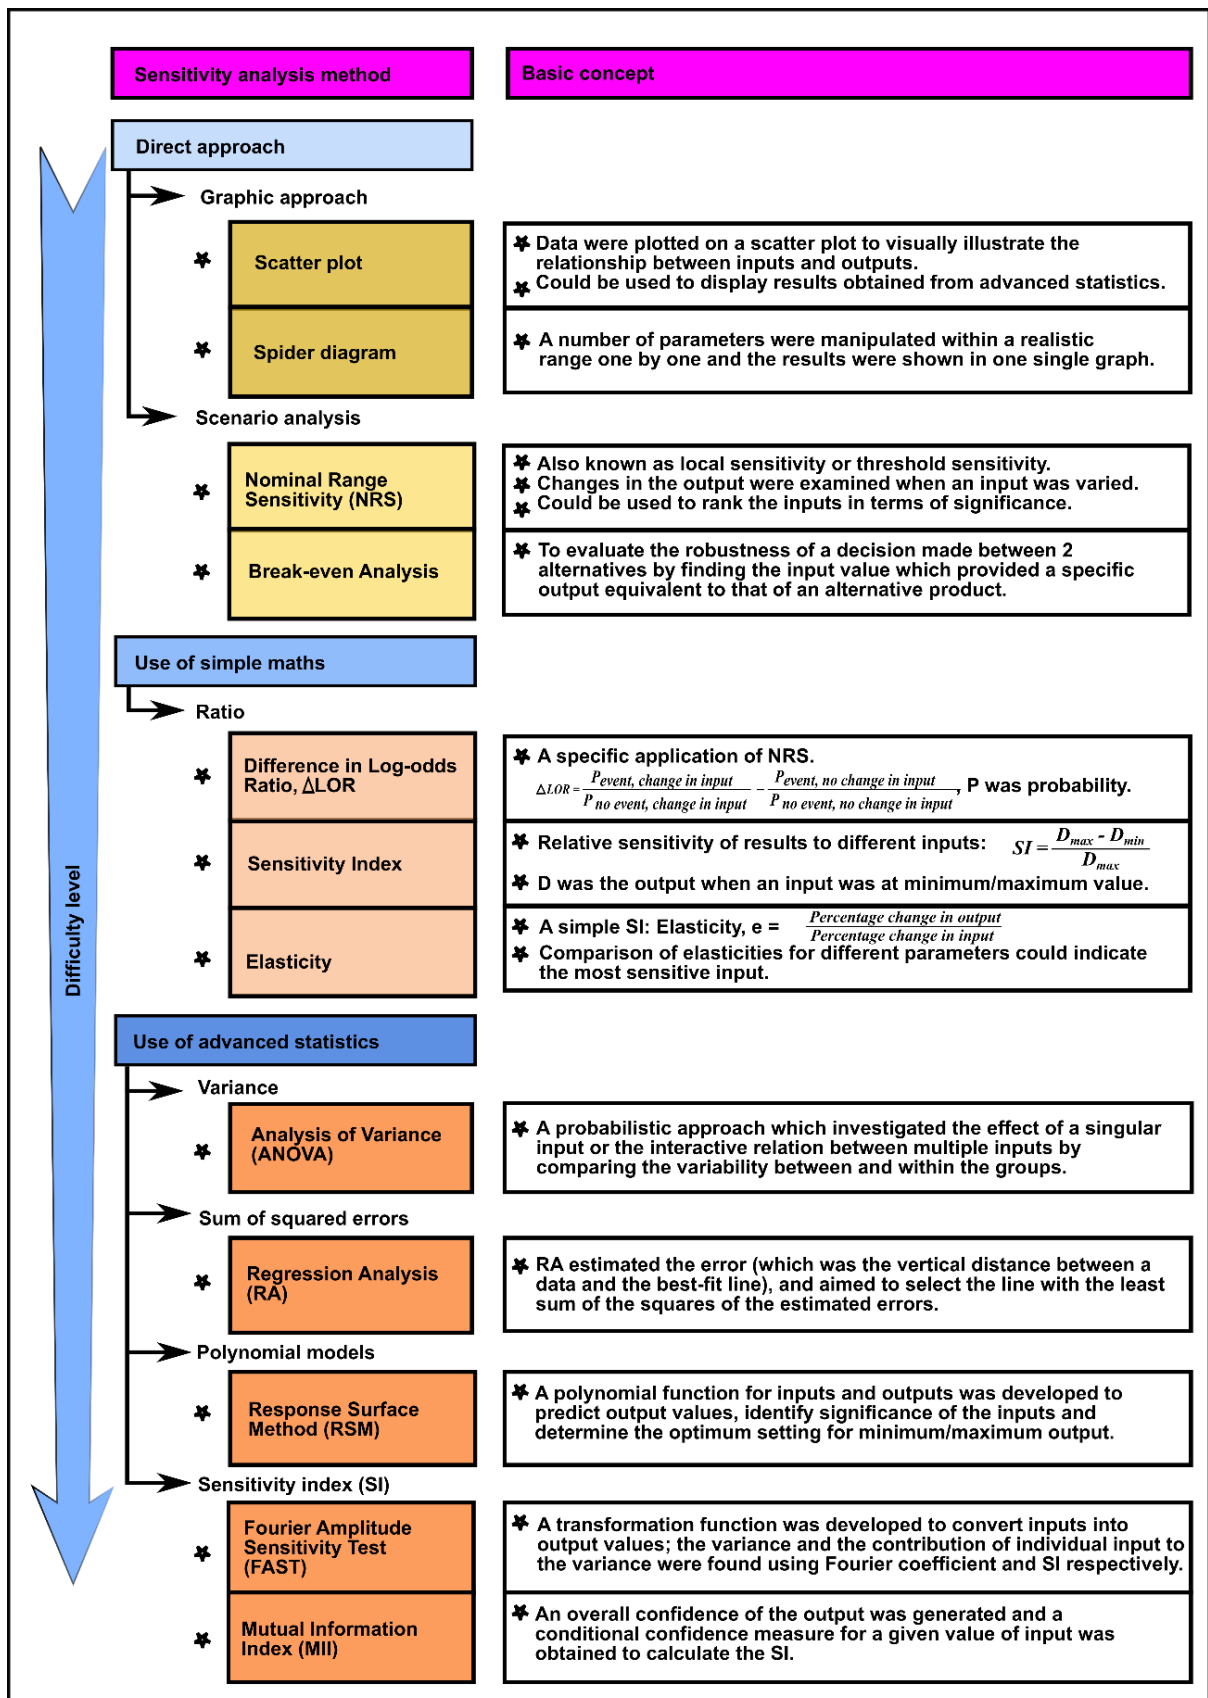 Sensitivity analysis method
Basic concept
Direct approach
Graphic approach
Scatter plot
Data were plotted on a scatter plot to visually illustrate the
relationship between inputs and outputs.
Could be used to display results obtained from advanced statistics.
Spider diagram
A number of parameters were manipulated within a realistic
range one by one and the results were shown in one single graph.
Scenario analysis
Nominal Range
Sensitivity (NRS)
Also known as local sensitivity or threshold sensitivity.
Changes in the output were examined when an input was varied.
Could be used to rank the inputs in terms of significance.
Break-even Analysis
To evaluate the robustness of a decision made between 2
alternatives by finding the input value which provided a specific
output equivalent to that of an alternative product.
Use of simple maths
Ratio
Difference in Log-odds
Ratio, ΔLOR
A specific application of NRS.
ΔLOR = P event, change in input / P no event, change in input − P event, no change in input / P no event, no change in input, P was probability.
Sensitivity Index
Relative sensitivity of results to different inputs: SI = D max - D min / D max
D was the output when an input was at minimum/maximum value.
Elasticity
A simple SI: Elasticity, e = Percentage change in output / Percentage change in input
Comparison of elasticities for different parameters could indicate
the most sensitive input.
Difficulty level
Use of advanced statistics
Variance
Analysis of Variance
(ANOVA)
A probabilistic approach which investigated the effect of a singular
input or the interactive relation between multiple inputs by
comparing the variability between and within the groups.
Sum of squared errors
Regression Analysis
(RA)
RA estimated the error (which was the vertical distance between a
data and the best-fit line), and aimed to select the line with the least
sum of the squares of the estimated errors.
Polynomial models
Response Surface
Method (RSM)
A polynomial function for inputs and outputs was developed to
predict output values, identify significance of the inputs and
determine the optimum setting for minimum/maximum output.
Sensitivity index (SI)
Fourier Amplitude
Sensitivity Test
(FAST)
A transformation function was developed to convert inputs into
output values; the variance and the contribution of individual input to
the variance were found using Fourier coefficient and SI respectively.
Mutual Information
Index (MII)
An overall confidence of the output was generated and a
conditional confidence measure for a given value of input was
obtained to calculate the SI.